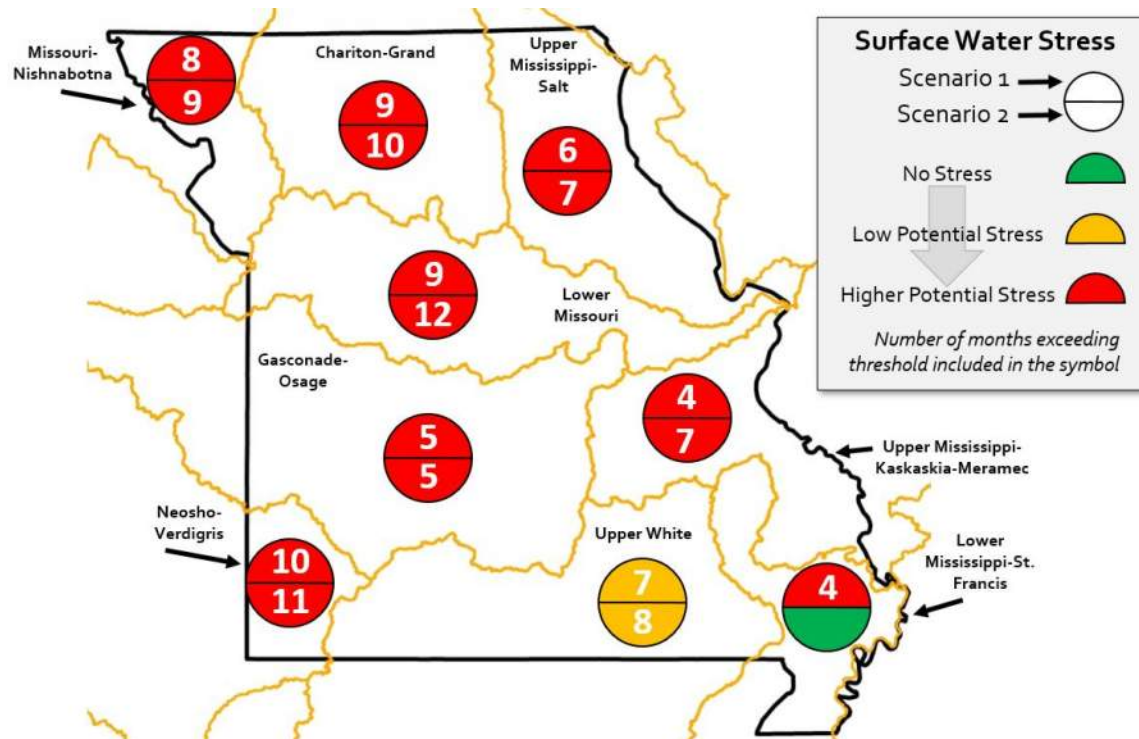 Missouri-
Nishnabotna
8
9
Chariton-Grand
9
10
Upper
Mississippi-
Salt
6
7
9
12
Lower
Missouri
Gasconade-
Osage
5
5
4
7
Upper Mississippi-
Kaskaskia-Meramec
Neosho-
Verdigris
10
11
Upper White
7
8
4
Lower
Mississippi-St.
Francis
Surface Water Stress
Scenario 1
Scenario 2
No Stress
Low Potential Stress
Higher Potential Stress
Number of months exceeding
threshold included in the symbol